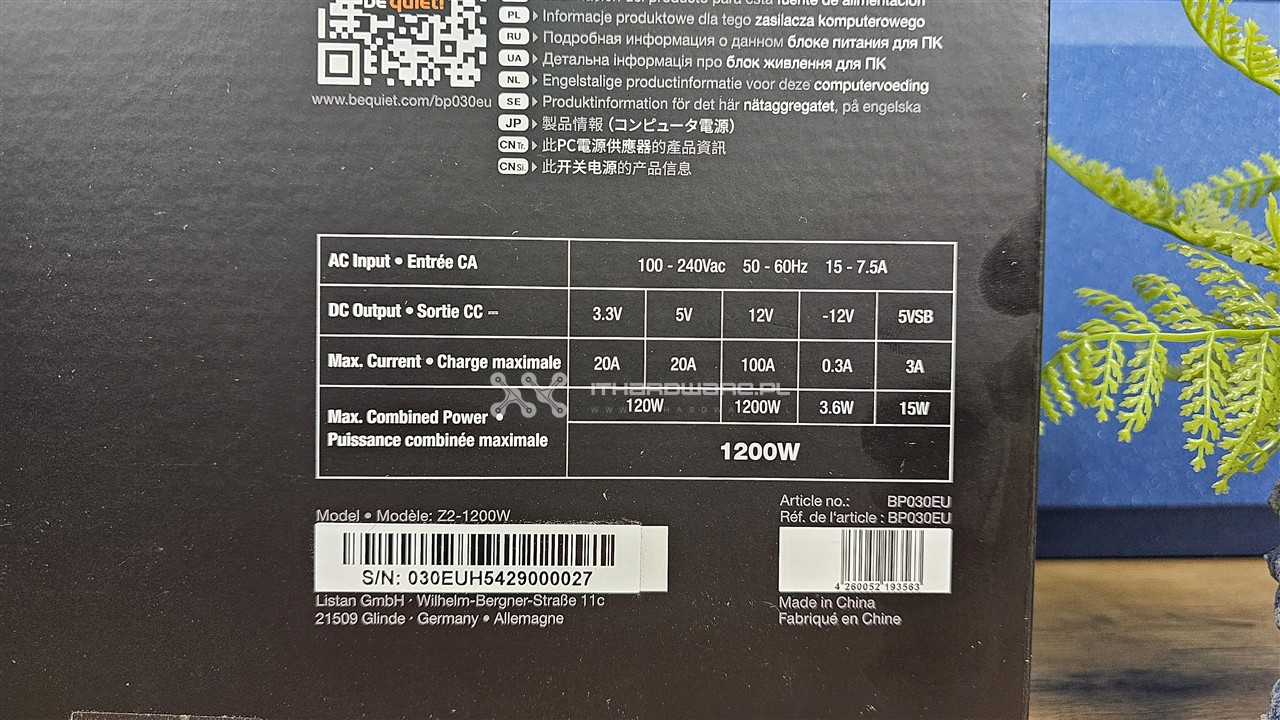 be quiet!
información del producto para esta fuente de alimentación
PL Informacje produktowe dla tego zasilacza komputerowego
RU Подробная информация о данном блоке питания для ПК
UA Детальна інформація про блок живлення для ПК
NL Engelstalige productinformatie voor deze computervoeding
www.bequiet.com/bp030eu
SE Produktinformation för det här nätaggregatet, på engelska
JP 製品情報（コンピュータ電源）
CNTr. 此PC電源供應器的產品資訊
CNSi. 此开关电源的产品信息
AC Input • Entrée CA 100 - 240Vac 50 - 60Hz 15 - 7.5A
DC Output • Sortie CC ⎓ 3.3V 5V 12V -12V 5VSB
Max. Current • Charge maximale 20A 20A 100A 0.3A 3A
ITHARDWARE.PL
Max. Combined Power • 120W 1200W 3.6W 15W
Puissance combinée maximale 1200W
Article no.: BP030EU
Model • Modèle: Z2-1200W
Réf. de l'article : BP030EU
S/N: 030EUH5429000027
4 260052 193563
Listan GmbH · Wilhelm-Bergner-Straße 11c
21509 Glinde · Germany • Allemagne
Made in China
Fabriqué en Chine